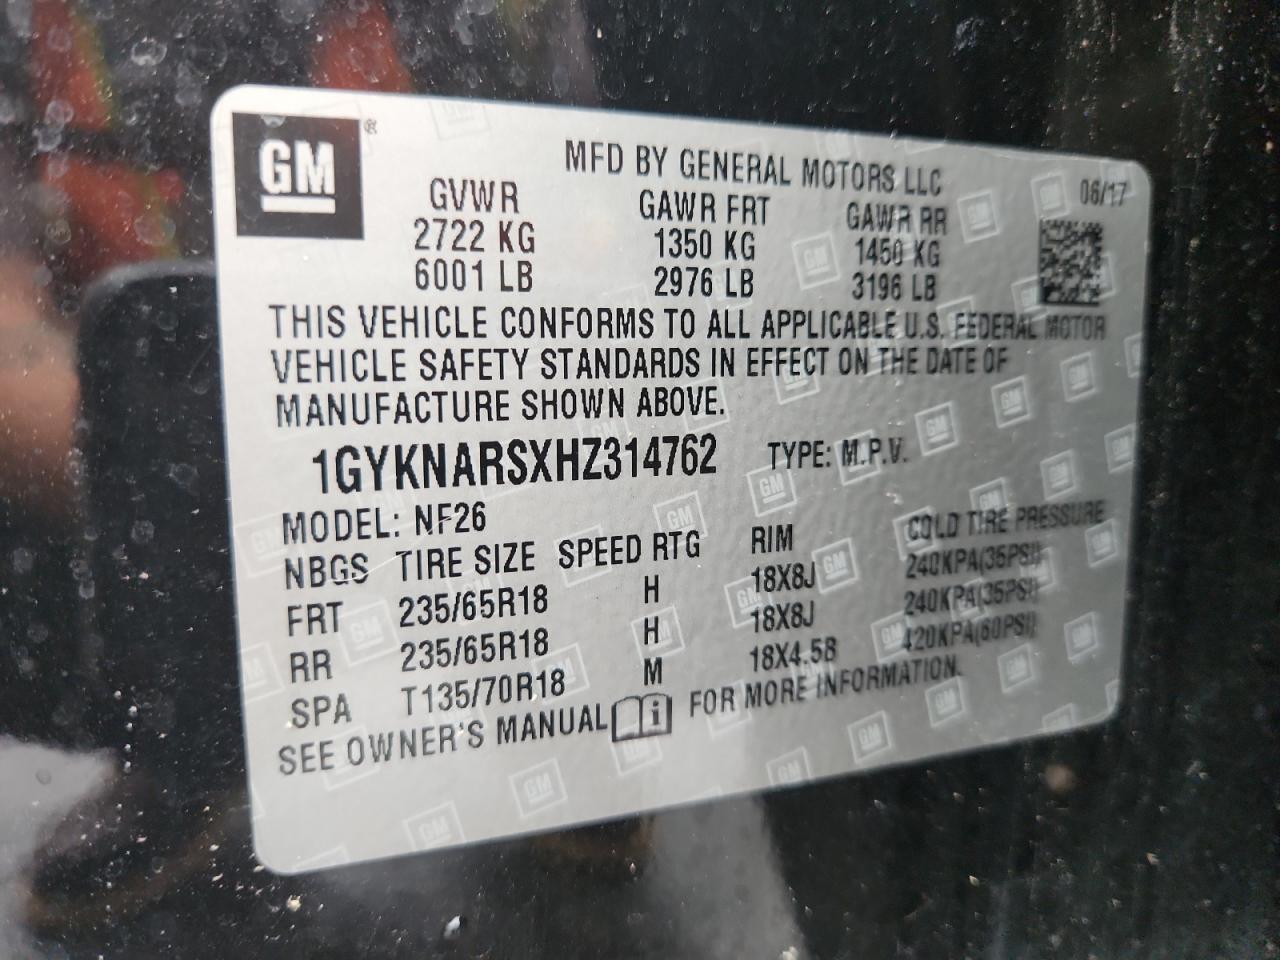 GM ®
MFD BY GENERAL MOTORS LLC 06/17
GVWR GAWR FRT GAWR RR
2722 KG 1350 KG 1450 KG
6001 LB 2976 LB 3196 LB
THIS VEHICLE CONFORMS TO ALL APPLICABLE U.S. FEDERAL MOTOR
VEHICLE SAFETY STANDARDS IN EFFECT ON THE DATE OF
MANUFACTURE SHOWN ABOVE.
1GYKNARSXHZ314762 TYPE: M.P.V.
MODEL: NF26
NBGS TIRE SIZE SPEED RTG RIM COLD TIRE PRESSURE
FRT 235/65R18 H 18X8J 240KPA(35PSI)
RR 235/65R18 H 18X8J 240KPA(35PSI)
SPA T135/70R18 M 18X4.5B 420KPA(60PSI)
SEE OWNER'S MANUAL i FOR MORE INFORMATION.